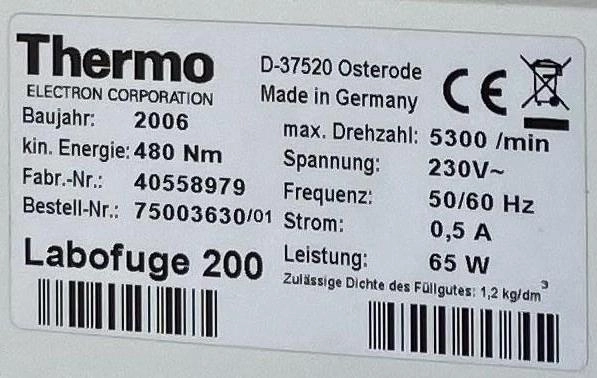 Thermo
ELECTRON CORPORATION
D-37520 Osterode
Made in Germany
CE
Baujahr: 2006
kin. Energie: 480 Nm
Fabr.-Nr.: 40558979
Bestell-Nr.: 75003630/01
Labofuge 200
max. Drehzahl: 5300 /min
Spannung: 230V~
Frequenz: 50/60 Hz
Strom: 0,5 A
Leistung: 65 W
Zulässige Dichte des Füllgutes: 1,2 kg/dm³